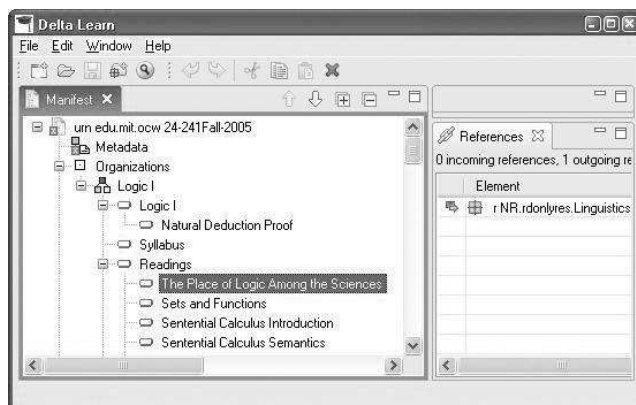 Delta Learn
File Edit Window Help
Manifest
urn edu.mit.ocw 24-241Fall-2005
Metadata
Organizations
Logic I
Logic I
Natural Deduction Proof
Syllabus
Readings
The Place of Logic Among the Sciences
Sets and Functions
Sentential Calculus Introduction
Sentential Calculus Semantics
References
0 incoming references, 1 outgoing re
Element
r NR.rdonlyres.Linguistics